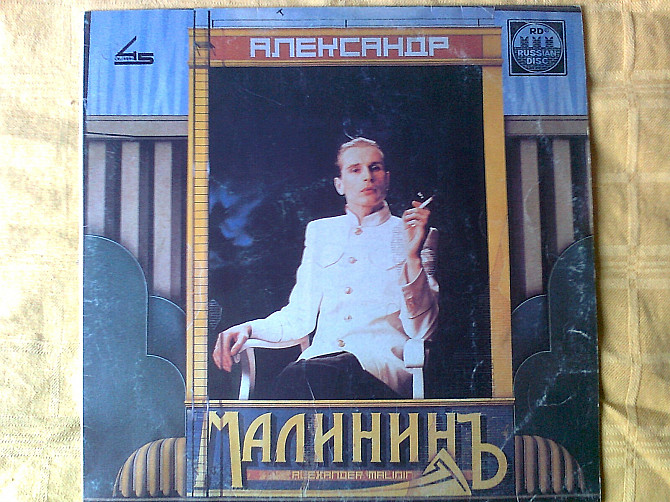 АЛЕКСАНДР
RD
RUSSIAN
DISC
МАЛИНИНЪ
ALEXANDER MALININ